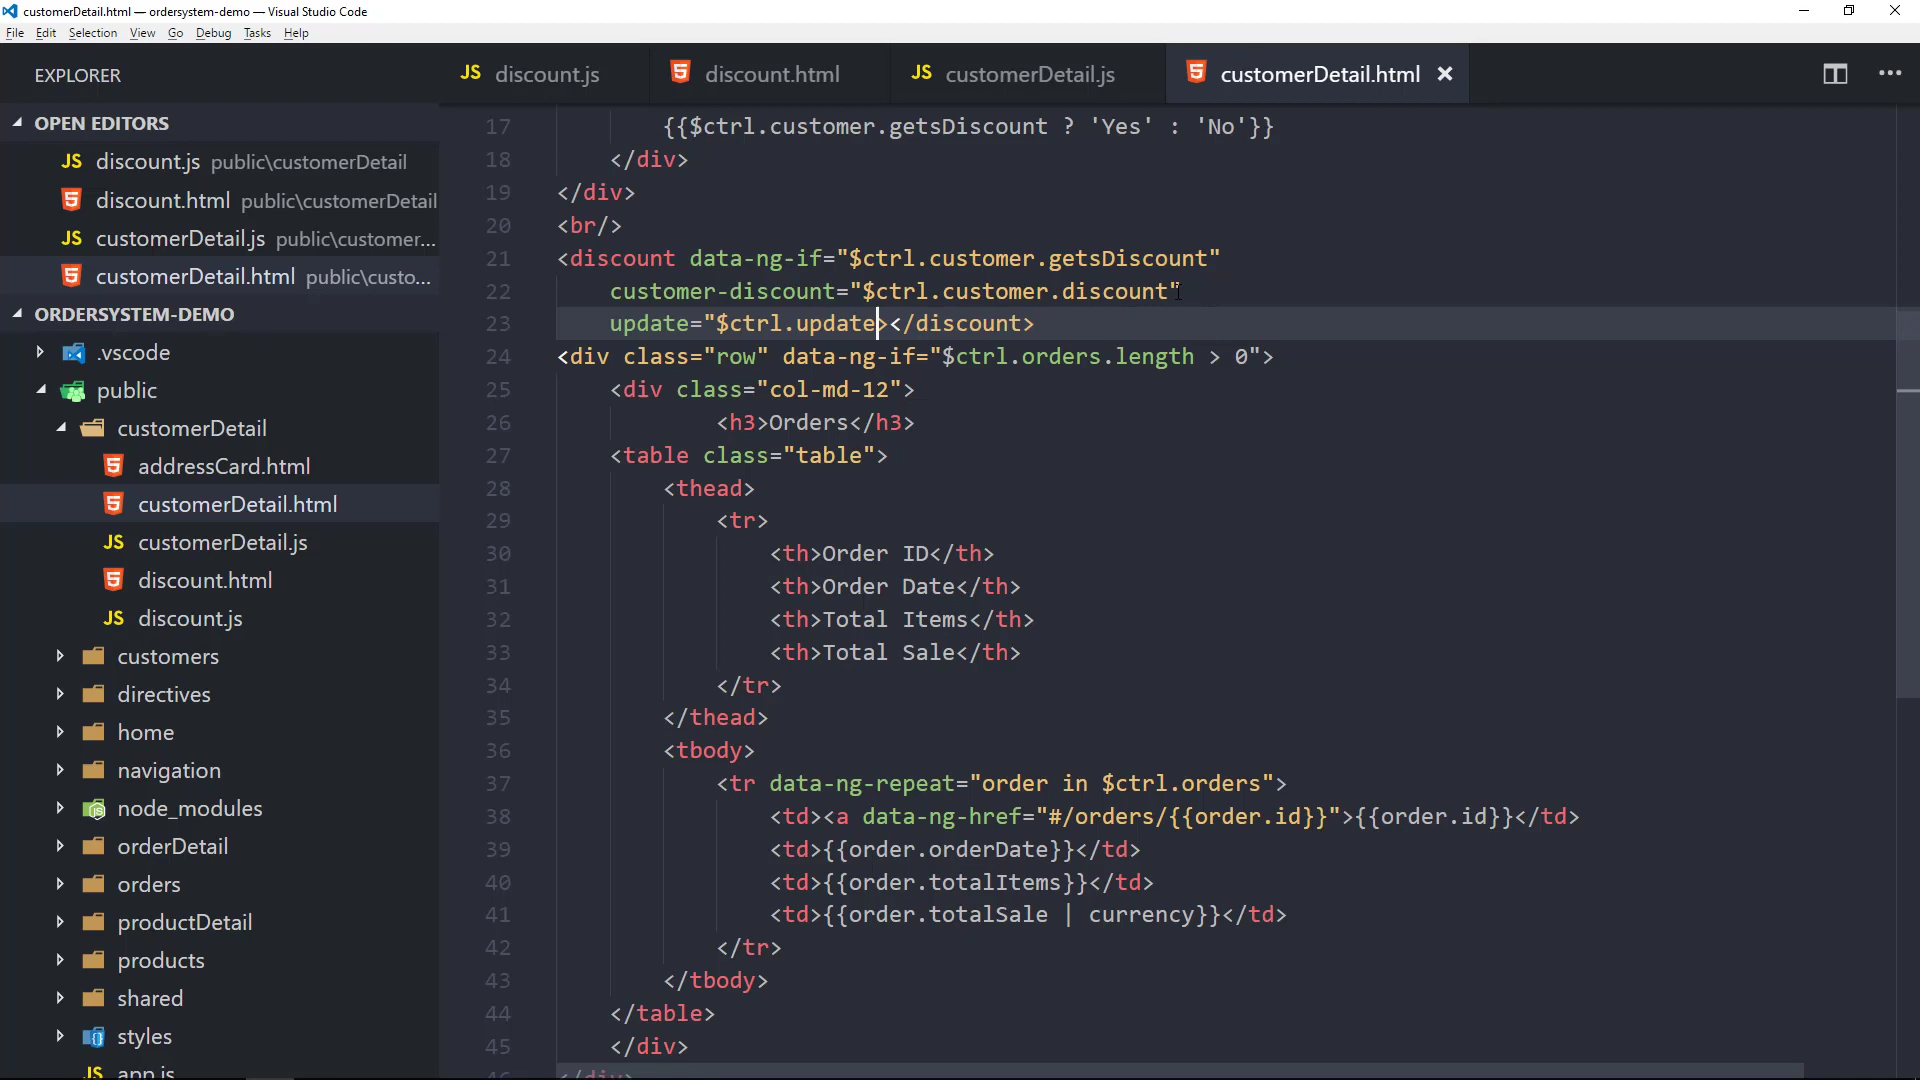 customerDetail.html — ordersystem-demo — Visual Studio Code
File Edit Selection View Go Debug Tasks Help
EXPLORER
JS discount.js
discount.html
JS customerDetail.js
customerDetail.html
OPEN EDITORS
JS discount.js public\customerDetail
discount.html public\customerDetail
JS customerDetail.js public\customer...
customerDetail.html public\custo...
ORDERSYSTEM-DEMO
.vscode
public
customerDetail
addressCard.html
customerDetail.html
JS customerDetail.js
discount.html
JS discount.js
customers
directives
home
navigation
node_modules
orderDetail
orders
productDetail
products
shared
styles
JS app.js
17 {{$ctrl.customer.getsDiscount ? 'Yes' : 'No'}}
18 </div>
19 </div>
20 <br/>
21 <discount data-ng-if="$ctrl.customer.getsDiscount"
22 customer-discount="$ctrl.customer.discount"
23 update="$ctrl.update></discount>
24 <div class="row" data-ng-if="$ctrl.orders.length > 0">
25 <div class="col-md-12">
26 <h3>Orders</h3>
27 <table class="table">
28 <thead>
29 <tr>
30 <th>Order ID</th>
31 <th>Order Date</th>
32 <th>Total Items</th>
33 <th>Total Sale</th>
34 </tr>
35 </thead>
36 <tbody>
37 <tr data-ng-repeat="order in $ctrl.orders">
38 <td><a data-ng-href="#/orders/{{order.id}}">{{order.id}}</td>
39 <td>{{order.orderDate}}</td>
40 <td>{{order.totalItems}}</td>
41 <td>{{order.totalSale | currency}}</td>
42 </tr>
43 </tbody>
44 </table>
45 </div>
46 </div>